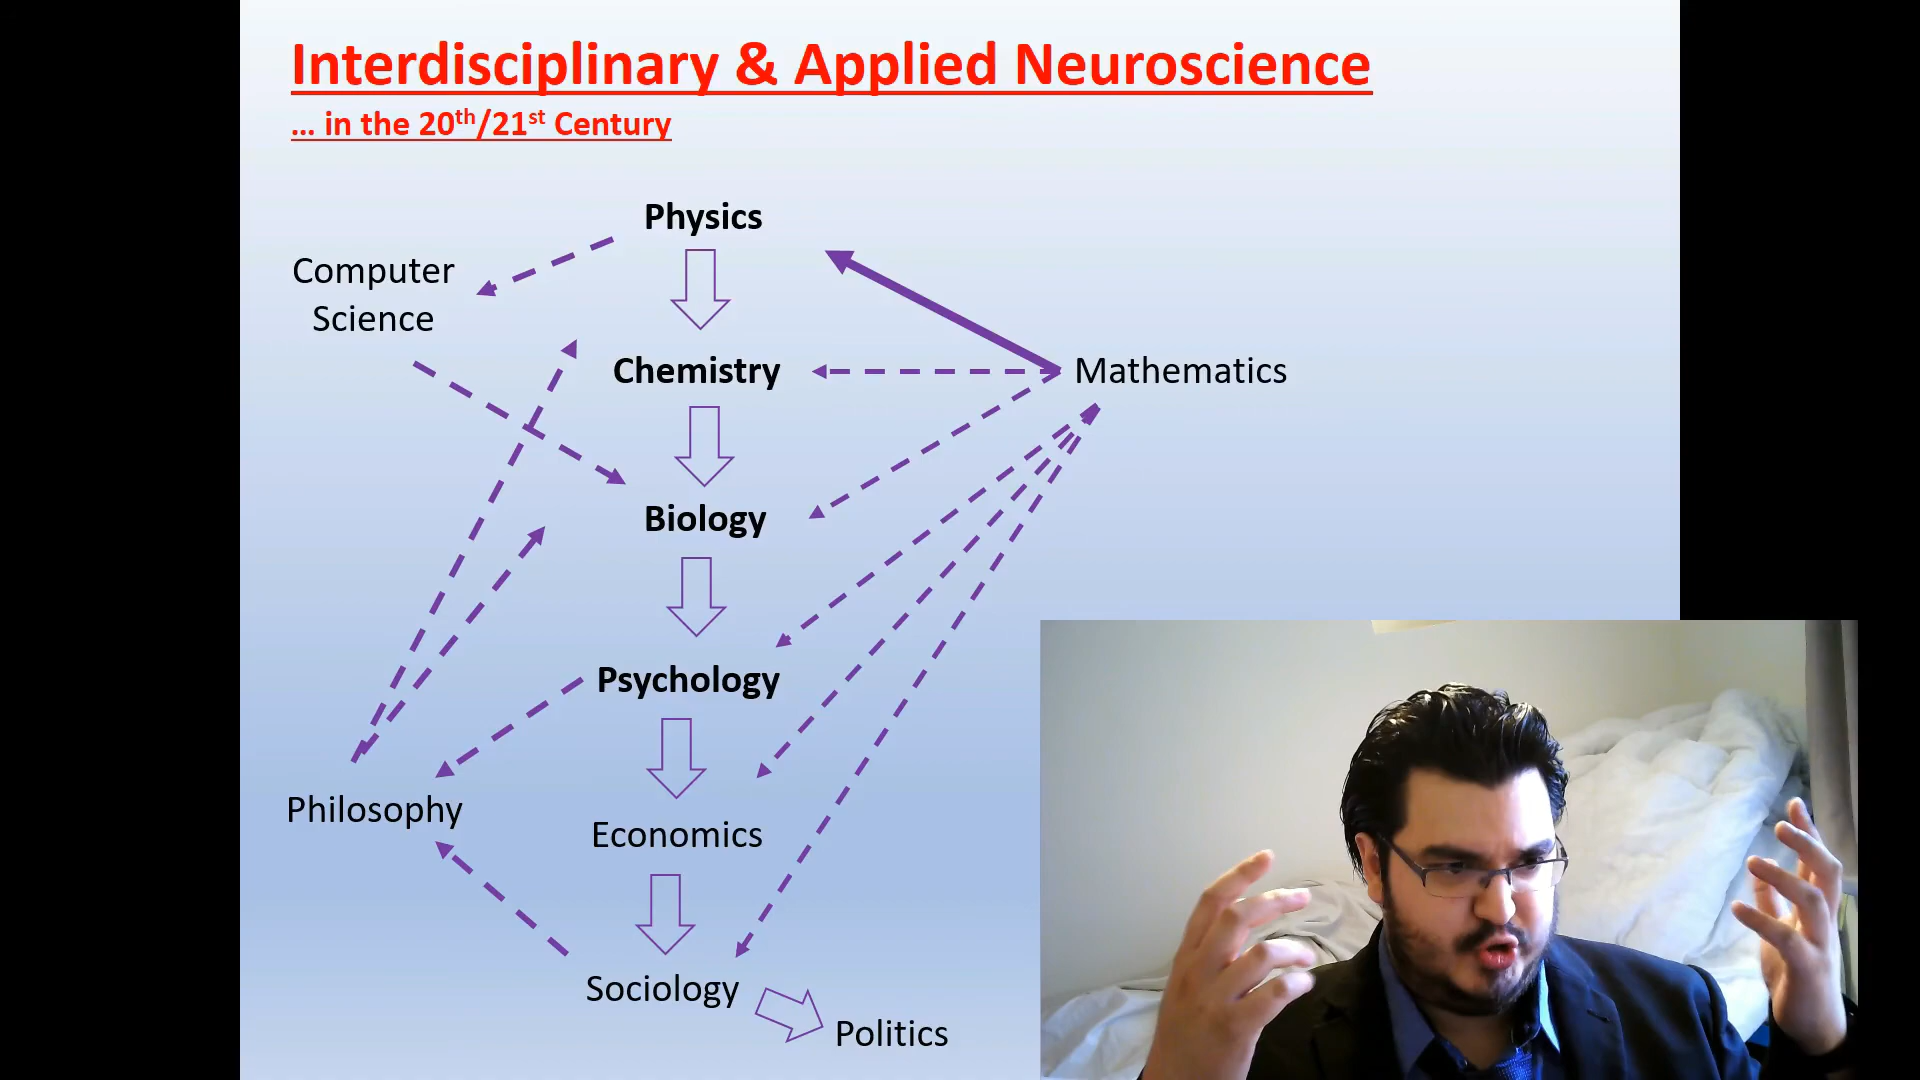 Interdisciplinary & Applied Neuroscience
... in the 20th/21st Century
Physics
Computer
Science
Chemistry
Mathematics
Biology
Psychology
Philosophy
Economics
Sociology
Politics